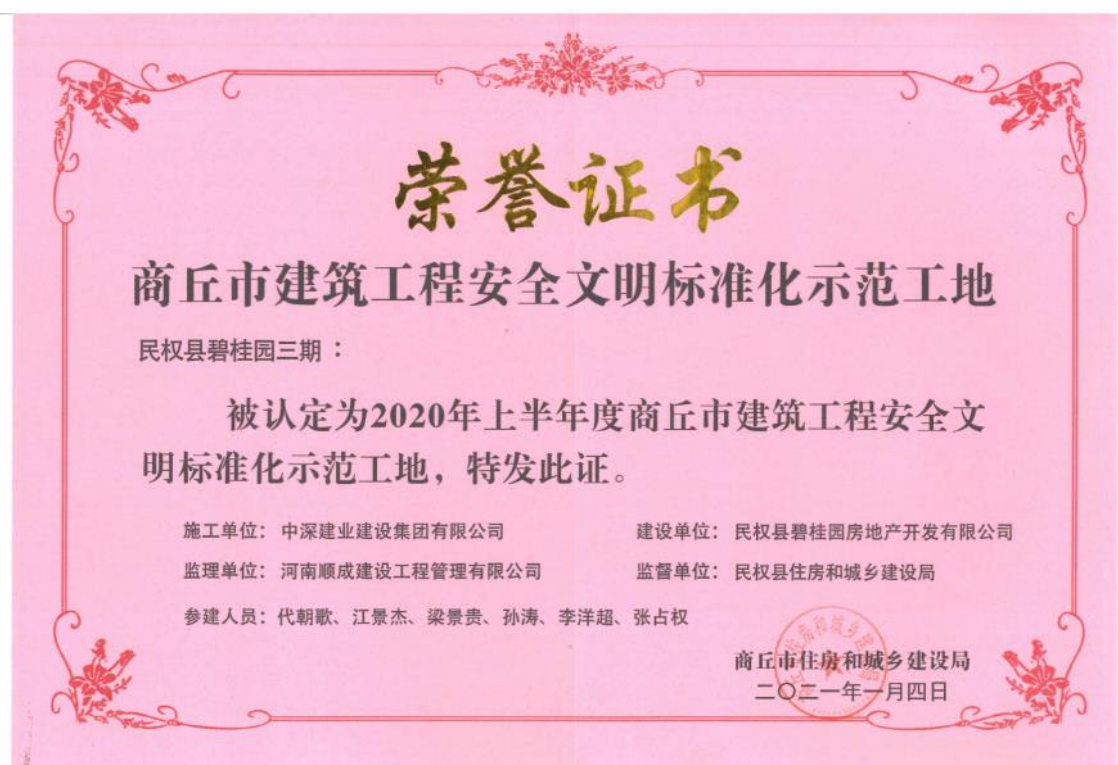 荣誉证书
商丘市建筑工程安全文明标准化示范工地
民权县碧桂园三期：
被认定为2020年上半年度商丘市建筑工程安全文
明标准化示范工地，特发此证。
施工单位：中深建业建设集团有限公司
建设单位：民权县碧桂园房地产开发有限公司
监理单位：河南顺成建设工程管理有限公司
监督单位：民权县住房和城乡建设局
参建人员：代朝歌、江景杰、梁景贵、孙涛、李洋超、张占权
商丘市住房和城乡建设局
二〇二一年一月四日